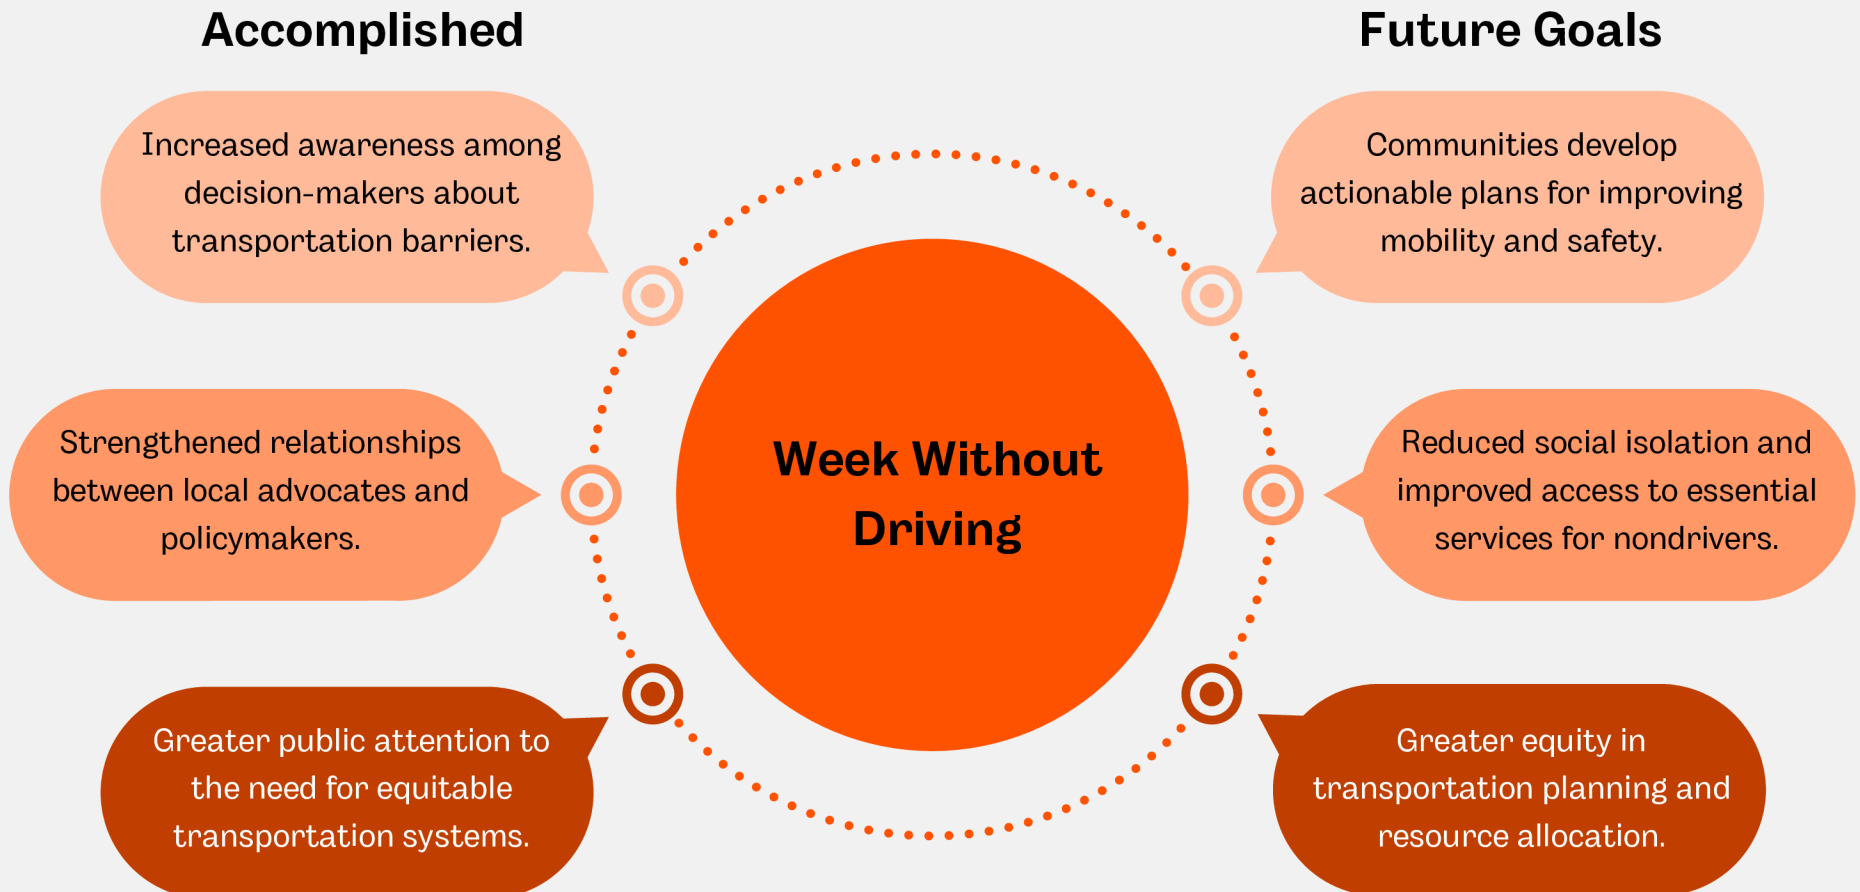 Accomplished
Increased awareness among
decision-makers about
transportation barriers.
Strengthened relationships
between local advocates and
policymakers.
Greater public attention to
the need for equitable
transportation systems.
Week Without
Driving
Future Goals
Communities develop
actionable plans for improving
mobility and safety.
Reduced social isolation and
improved access to essential
services for nondrivers.
Greater equity in
transportation planning and
resource allocation.